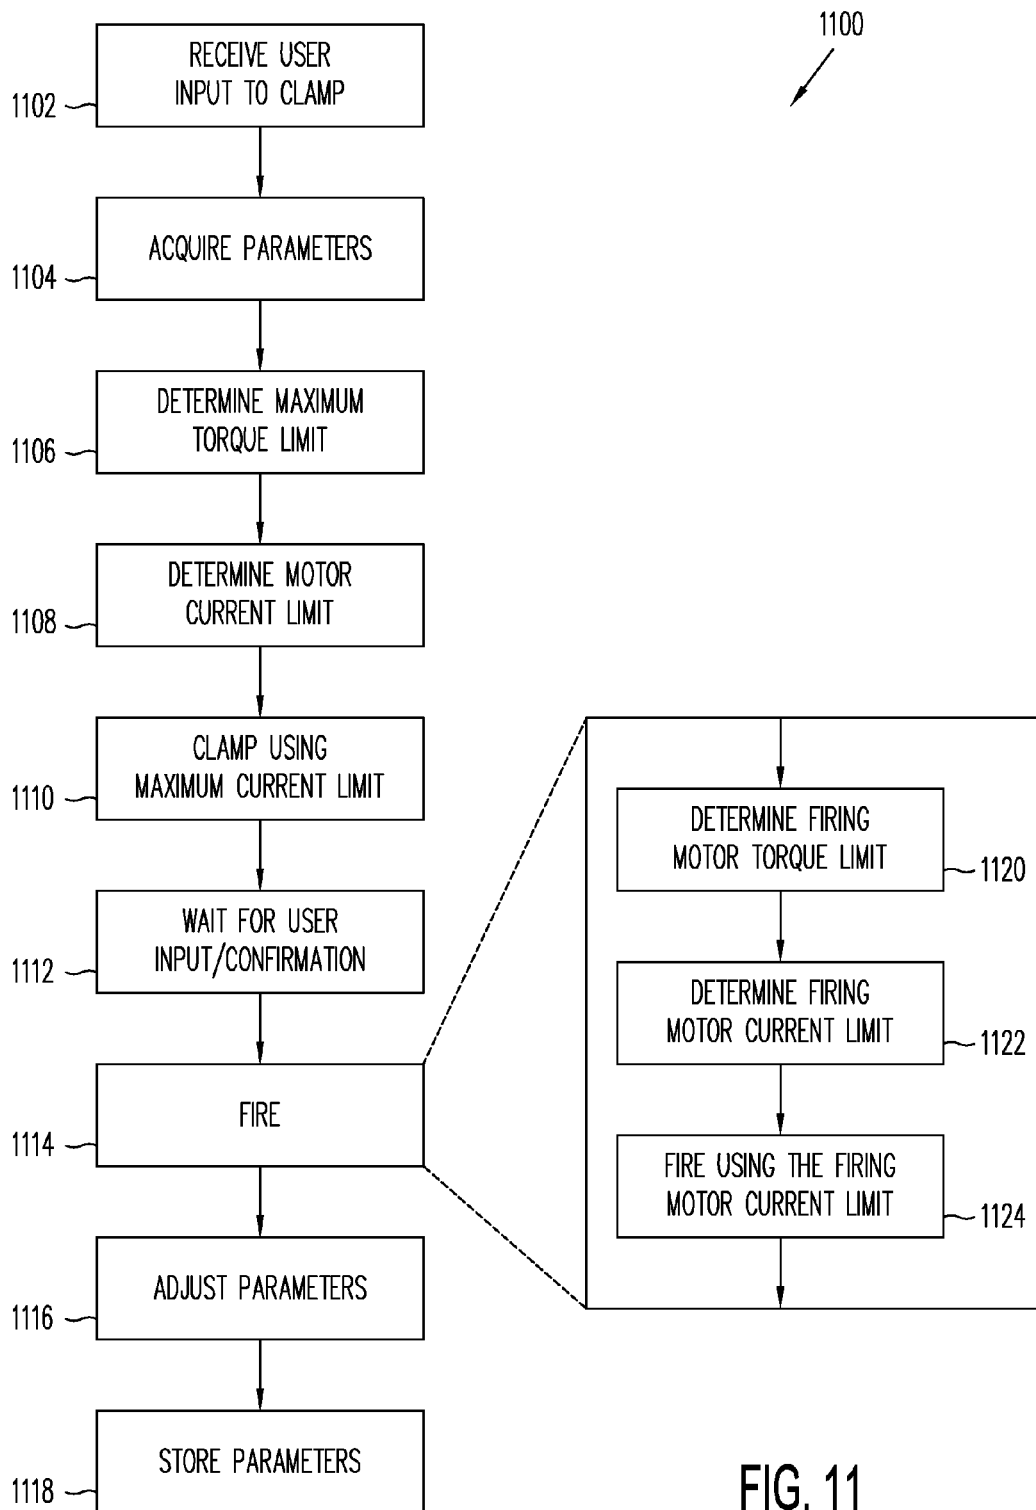 1100
RECEIVE USER
INPUT TO CLAMP
1102
ACQUIRE PARAMETERS
1104
DETERMINE MAXIMUM
TORQUE LIMIT
1106
DETERMINE MOTOR
CURRENT LIMIT
1108
CLAMP USING
MAXIMUM CURRENT LIMIT
1110
WAIT FOR USER
INPUT/CONFIRMATION
1112
FIRE
1114
ADJUST PARAMETERS
1116
STORE PARAMETERS
1118
DETERMINE FIRING
MOTOR TORQUE LIMIT
1120
DETERMINE FIRING
MOTOR CURRENT LIMIT
1122
FIRE USING THE FIRING
MOTOR CURRENT LIMIT
1124
FIG. 11